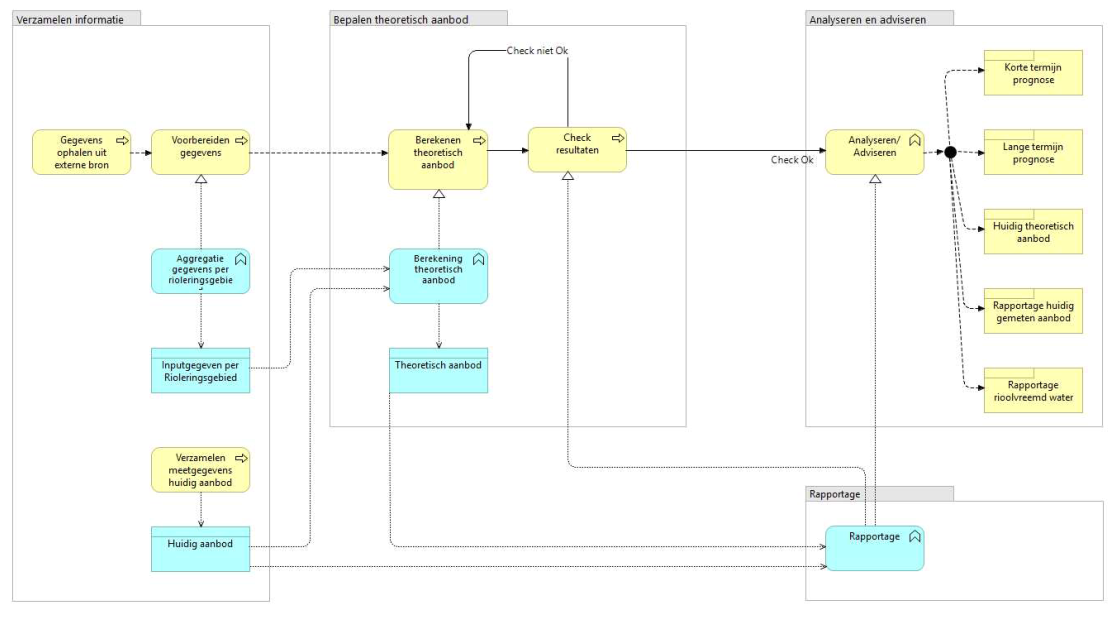 Verzamelen informatie
Gegevens
ophalen uit
externe bron
Voorbereiden
gegevens
Aggregatie
gegevens per
rioleringsgebie
Inputgegeven per
Rioleringsgebied
Verzamelen
meetgegevens
huidig aanbod
Huidig aanbod
Bepalen theoretisch aanbod
Check niet Ok
Berekenen
theoretisch
aanbod
Check
resultaten
Berekening
theoretisch
aanbod
Theoretisch aanbod
Check Ok
Analyseren en adviseren
Analyseren/
Adviseren
Korte termijn
prognose
Lange termijn
prognose
Huidig theoretisch
aanbod
Rapportage huidig
gemeten aanbod
Rapportage
rioolvreemd water
Rapportage
Rapportage